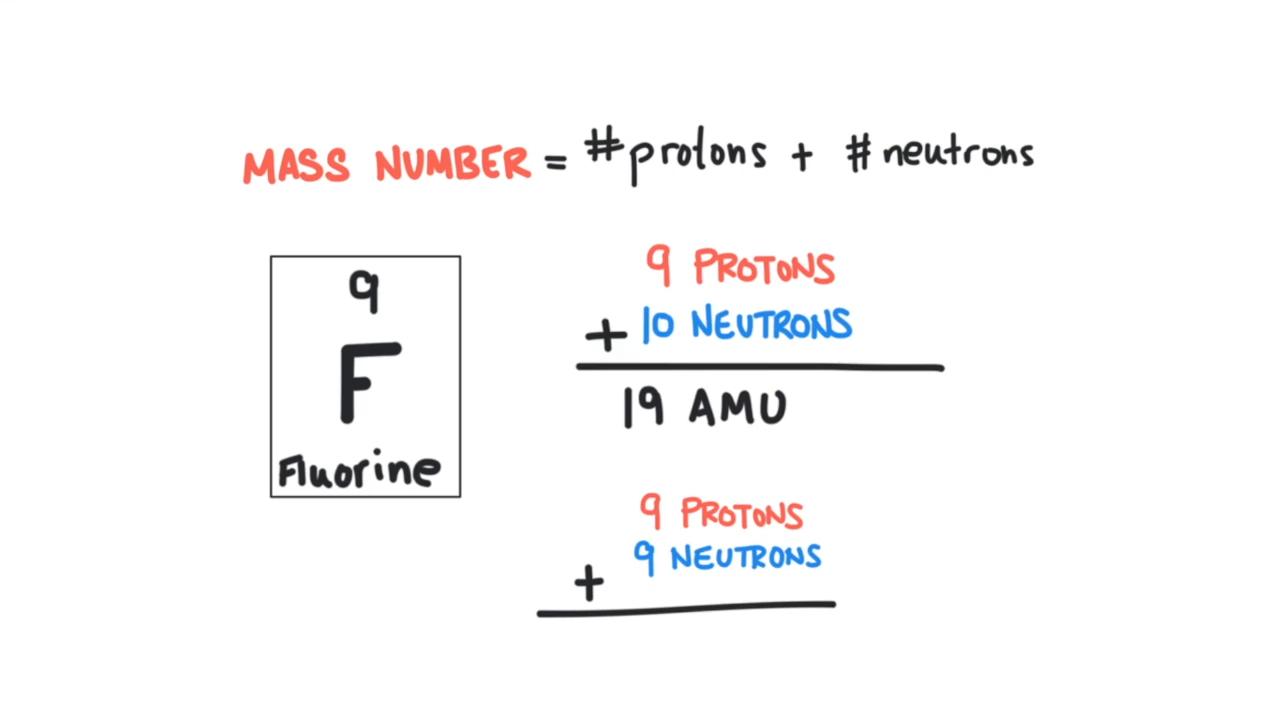 MASS NUMBER = #protons + #neutrons
9
F
Fluorine
9 PROTONS
+ 10 NEUTRONS
19 AMU
9 PROTONS
+ 9 NEUTRONS